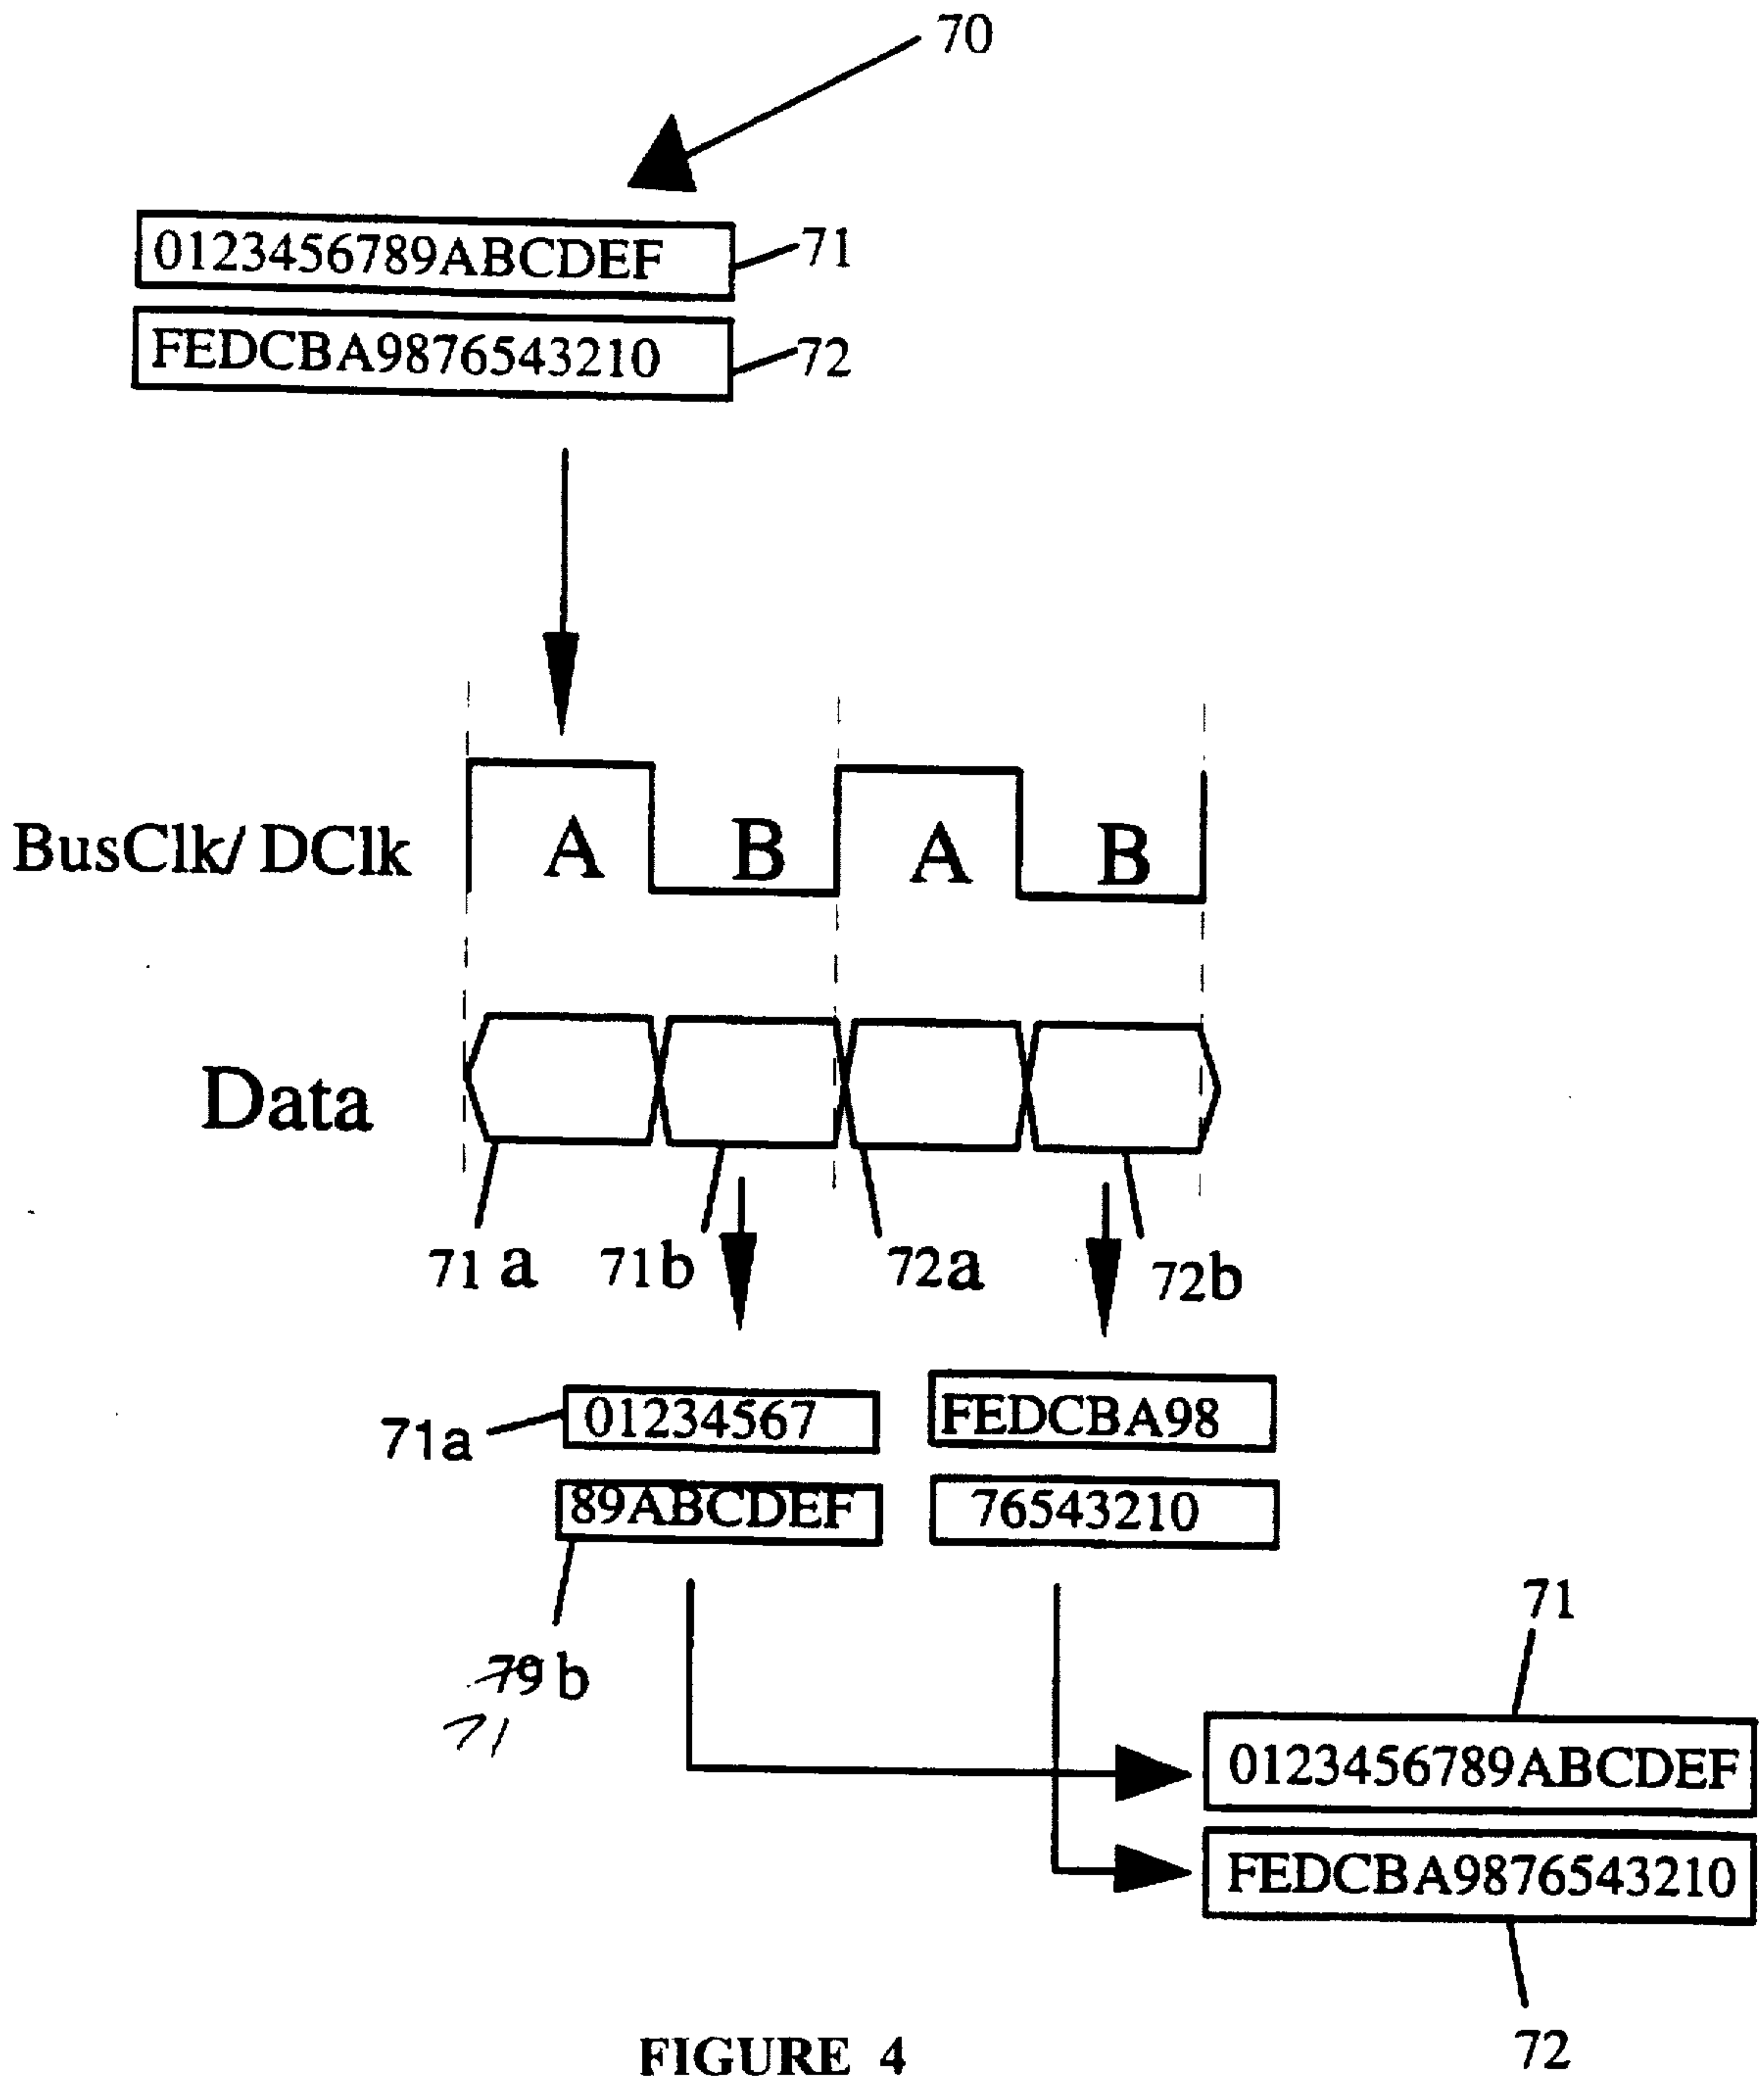 70
0123456789ABCDEF 71
FEDCBA9876543210 72
BusClk/ DClk A B A B
Data
71 a 71b 72a 72b
71a 01234567 FEDCBA98
89ABCDEF 76543210
79b
71
71
0123456789ABCDEF
FEDCBA9876543210
72
FIGURE 4